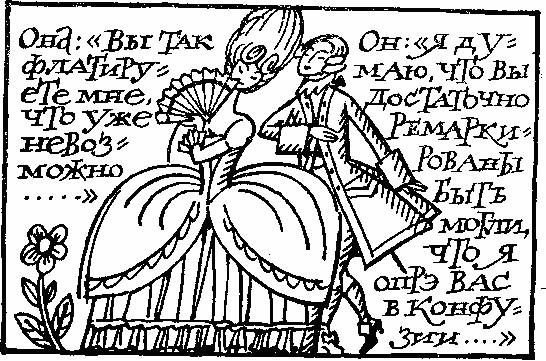 Она: «Вы так
флатиру=
ете мне,
что уже
невоз=
можно
.....»
Он: «Я ду=
маю, что вы
достаточно
ремарки=
рованы
быть
могли,
что я
опрэ вас
в конфу=
зии....»